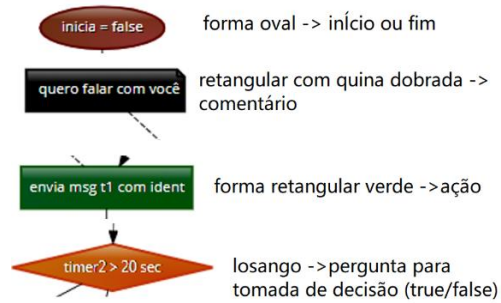 inicia = false
forma oval -> inÍcio ou fim
quero falar com você
retangular com quina dobrada ->
comentário
envia msg t1 com ident
forma retangular verde ->ação
timer2 > 20 sec
losango ->pergunta para
tomada de decisão (true/false)